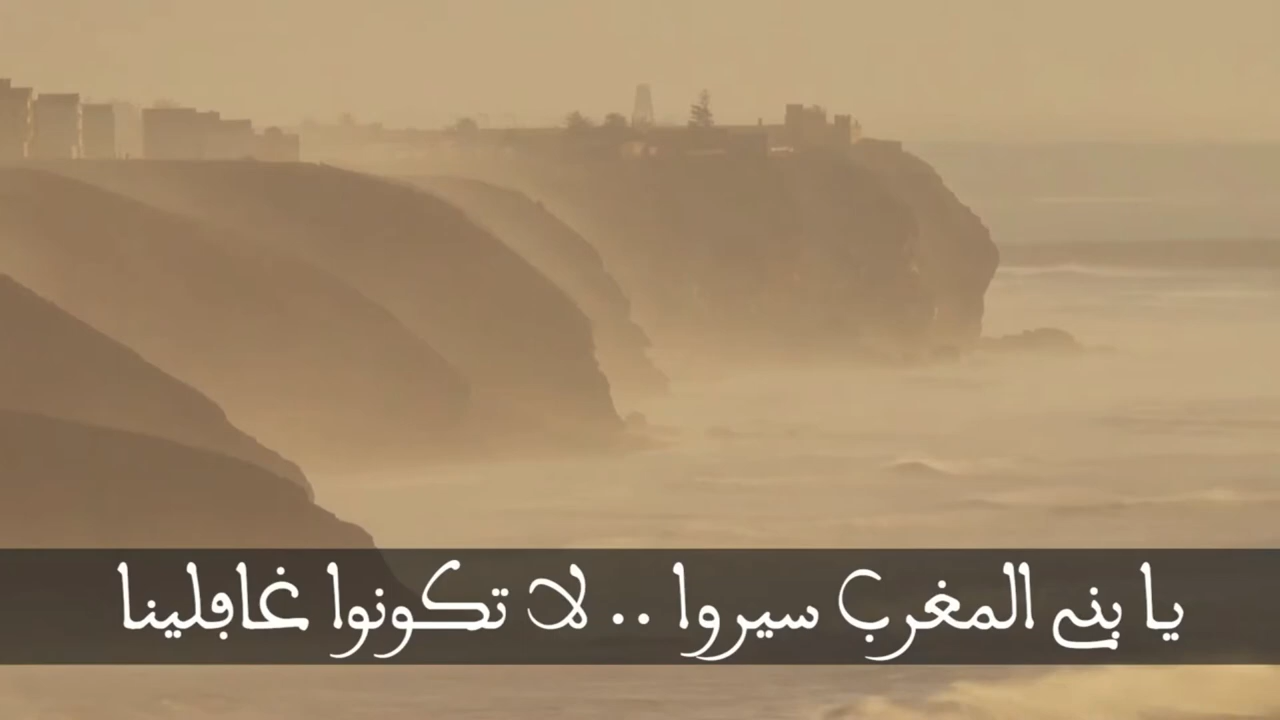 يا بني المغرب سيروا .. لا تكونوا غافلينا